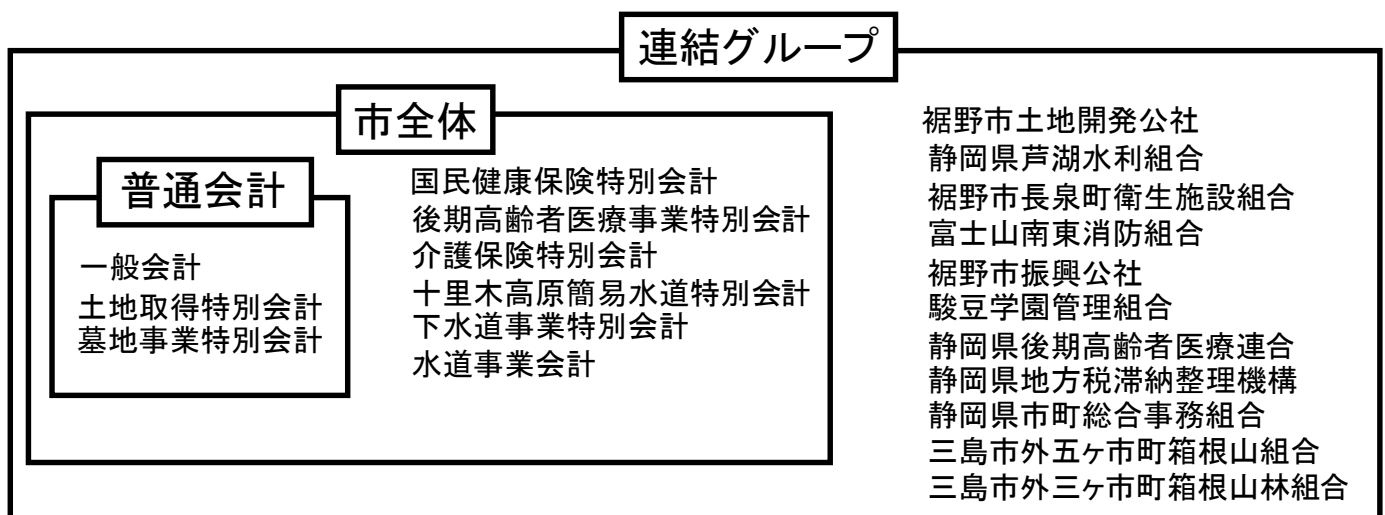 連結グループ
市全体
普通会計
一般会計
土地取得特別会計
墓地事業特別会計
国民健康保険特別会計
後期高齢者医療事業特別会計
介護保険特別会計
十里木高原簡易水道特別会計
下水道事業特別会計
水道事業会計
裾野市土地開発公社
静岡県芦湖水利組合
裾野市長泉町衛生施設組合
富士山南東消防組合
裾野市振興公社
駿豆学園管理組合
静岡県後期高齢者医療連合
静岡県地方税滞納整理機構
静岡県市町総合事務組合
三島市外五ヶ市町箱根山組合
三島市外三ヶ市町箱根山林組合